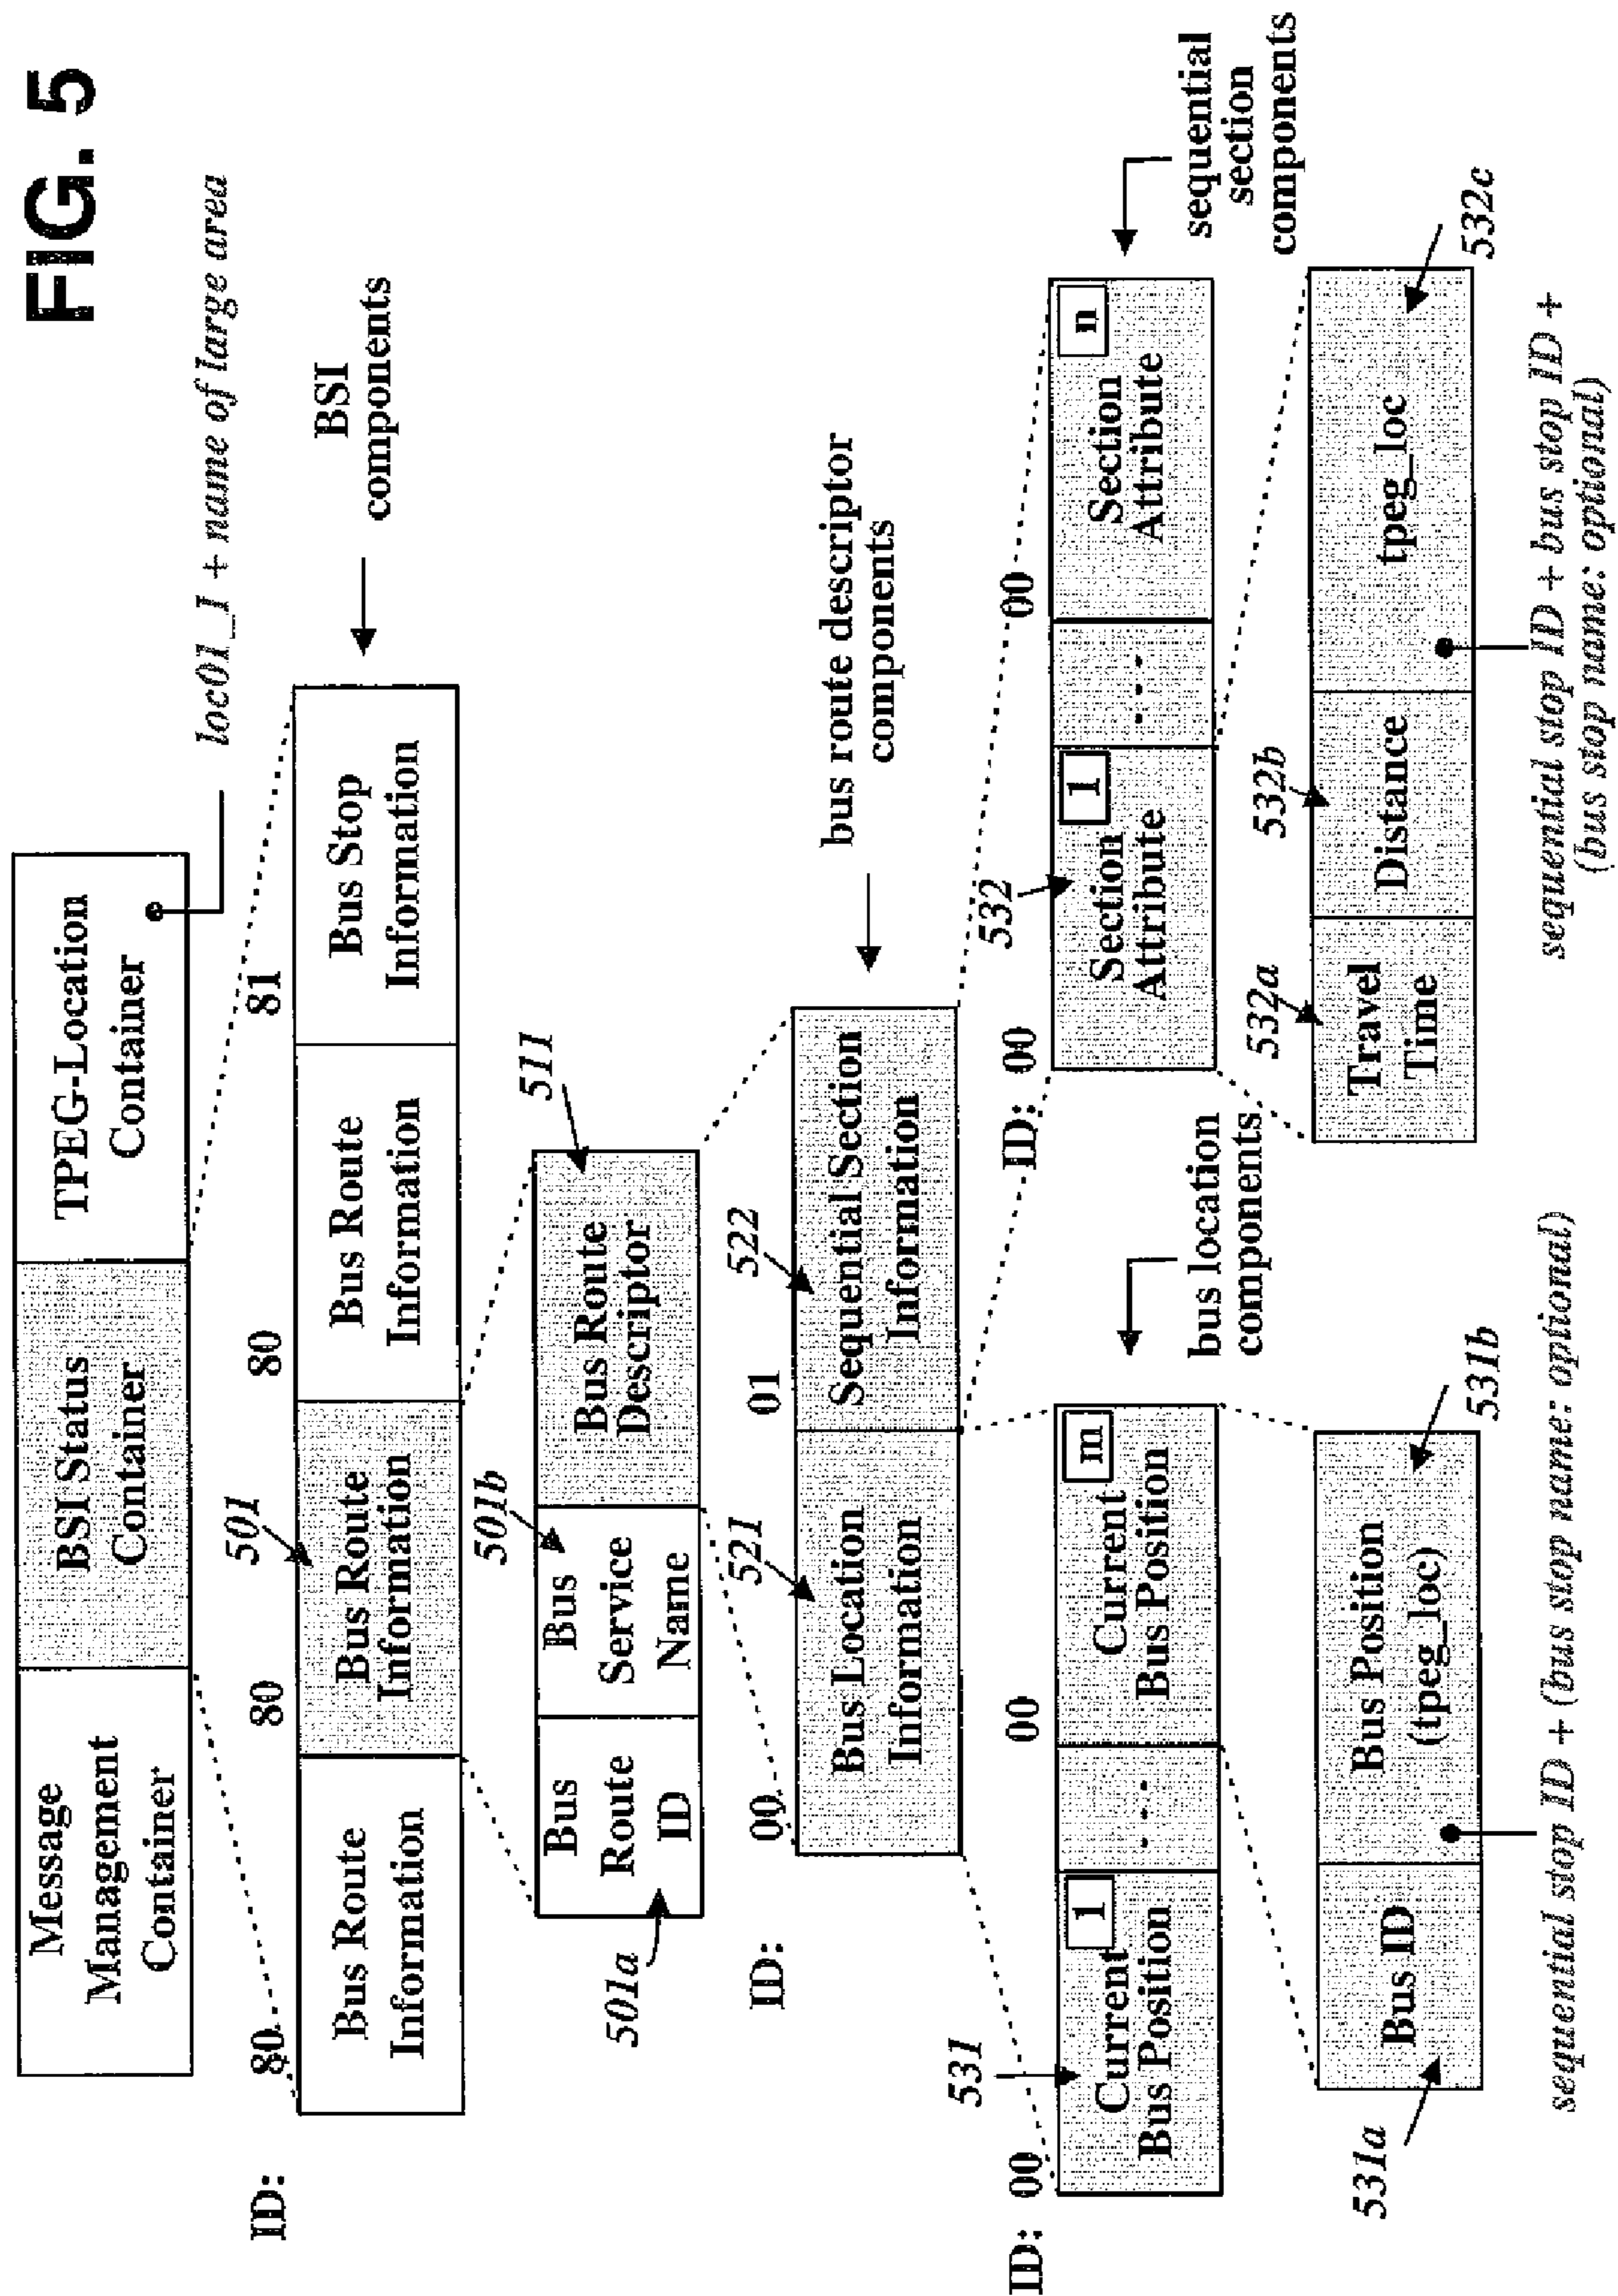 FIG. 5
Message
Management
Container
BSI Status
Container
TPEG-Location
Container
loc01_1 + name of large area
ID:
80
80
80
81
501
Bus Route
Information
Bus Route
Information
Bus Route
Information
Bus Stop
Information
BSI
components
501b
511
Bus
Route
ID
Bus
Service
Name
Bus Route
Descriptor
501a
ID:
00
521
01
522
Bus Location
Information
Sequential Section
Information
bus route descriptor
components
ID:
00
531
00
Current
Bus Position
1
...
Current
Bus Position
m
bus location
components
ID:
00
532
00
Section
Attribute
1
...
Section
Attribute
n
sequential
section
components
531a
Bus ID
Bus Position
(tpeg_loc)
531b
sequential stop ID + (bus stop name: optional)
532a
532b
Travel
Time
Distance
tpeg_loc
532c
sequential stop ID + bus stop ID +
(bus stop name: optional)